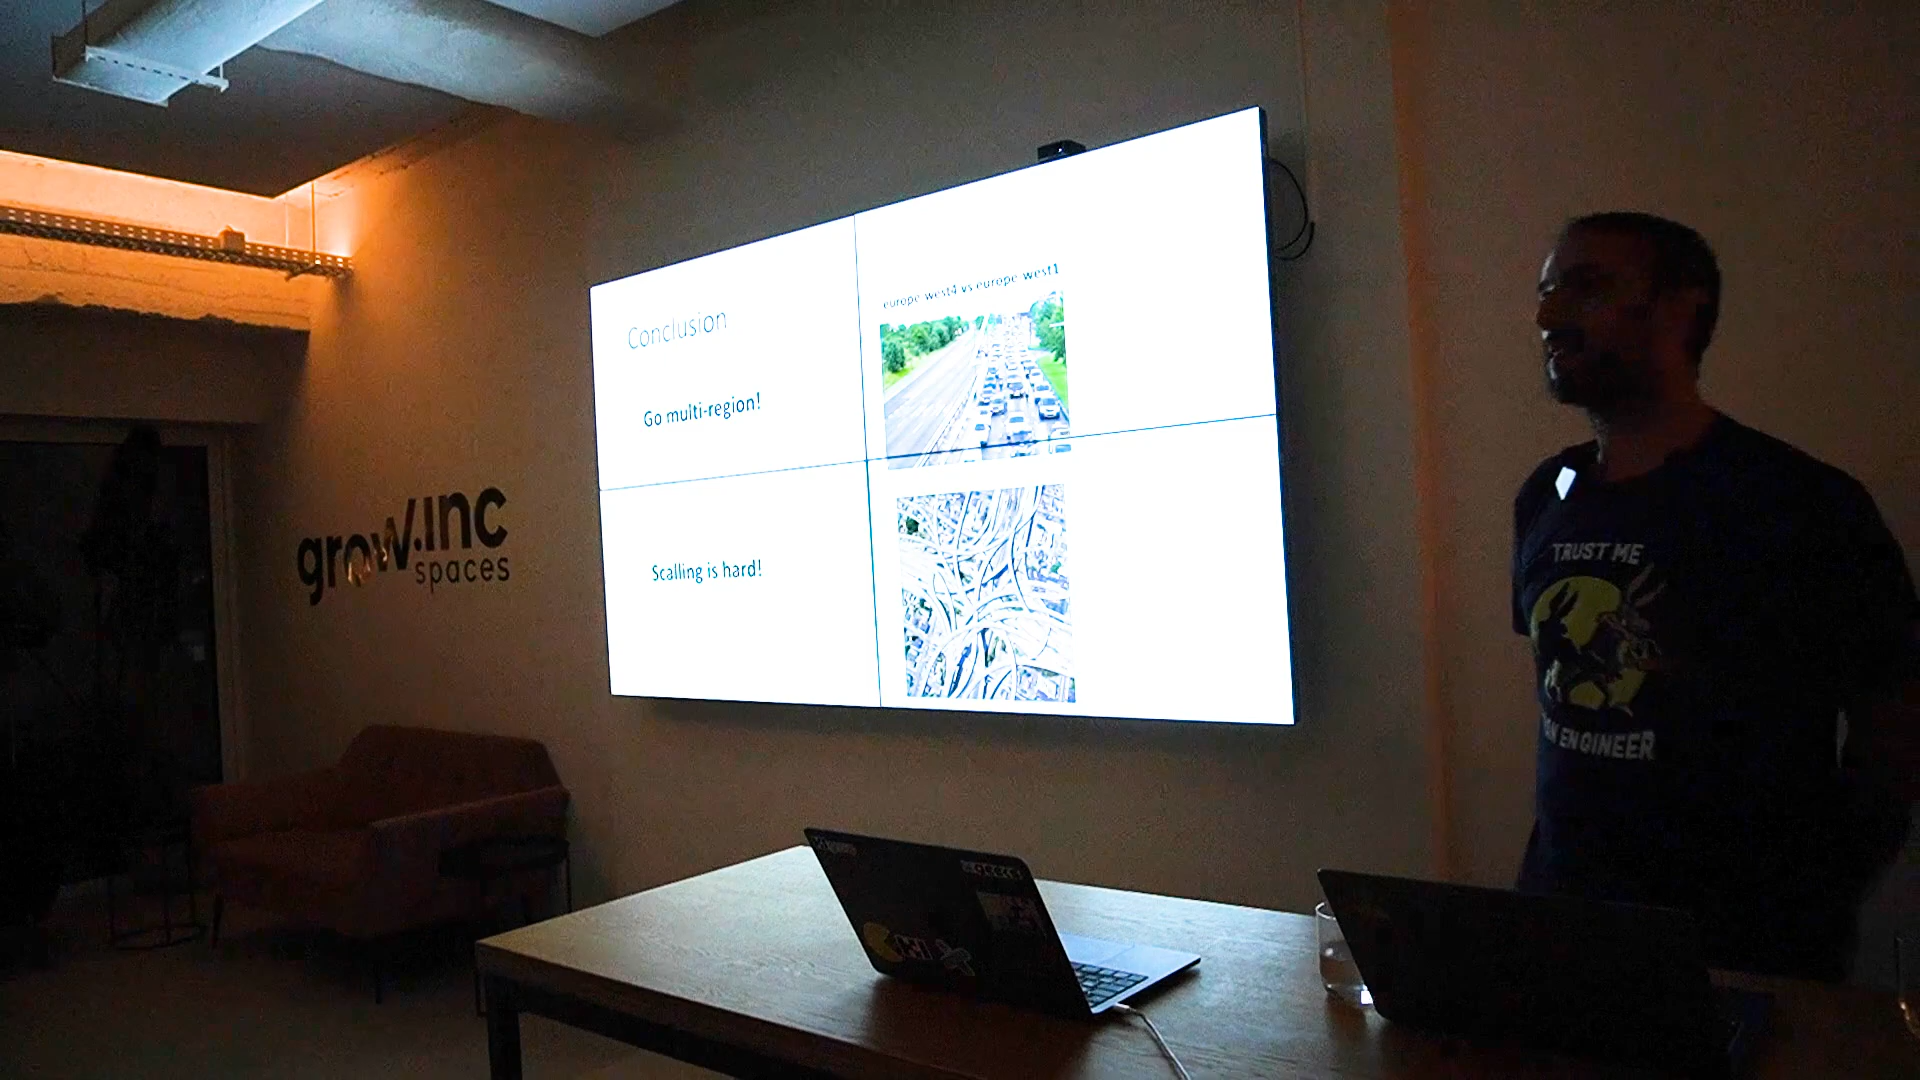 Conclusion
Go multi-region!
Scalling is hard!
europe-west4 vs europe-west1
grow.inc
spaces
TRUST ME
ENGINEER